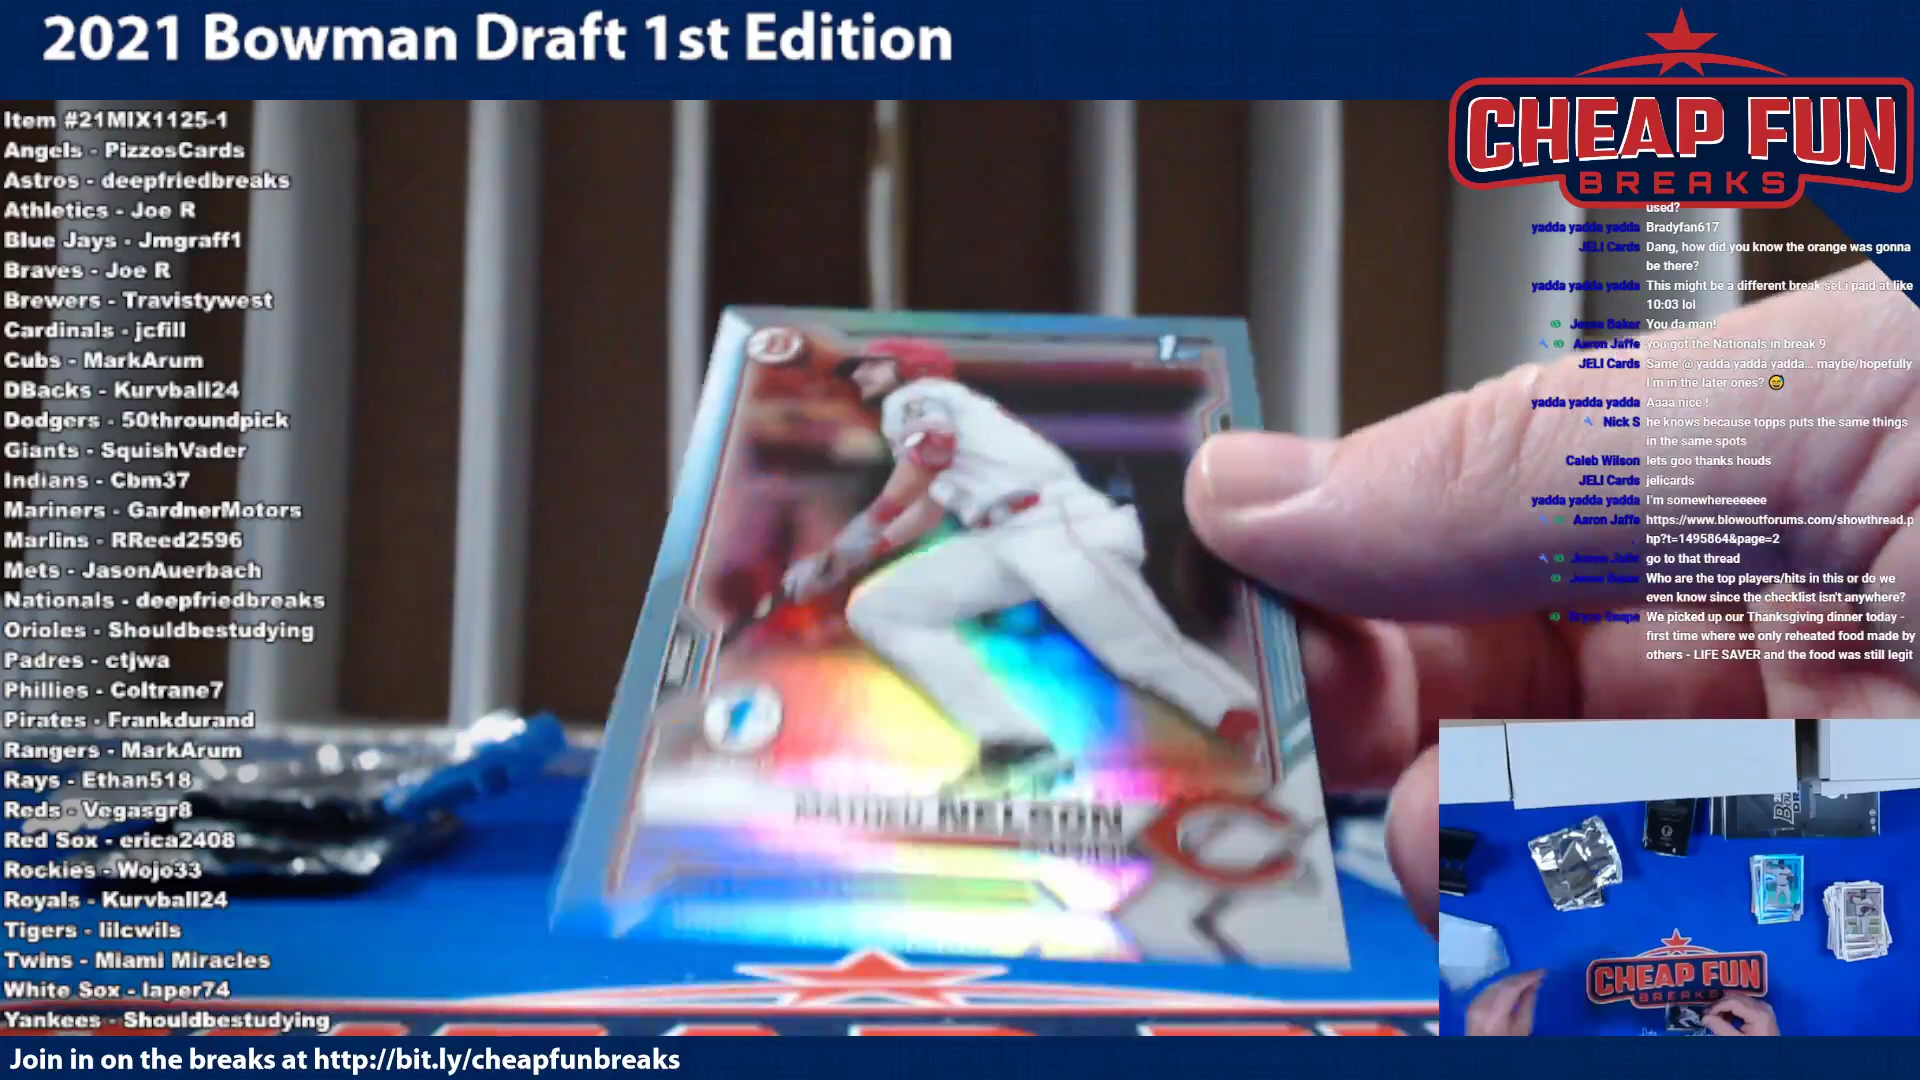 2021 Bowman Draft 1st Edition
CHEAP FUN
BREAKS
Item #21MIX1125-1
Angels - PizzosCards
Astros - deepfriedbreaks
Athletics - Joe R
Blue Jays - Jmgraff1
Braves - Joe R
Brewers - Travistywest
Cardinals - jcfill
Cubs - MarkArum
DBacks - Kurvball24
Dodgers - 50throundpick
Giants - SquishVader
Indians - Cbm37
Mariners - GardnerMotors
Marlins - RReed2596
Mets - JasonAuerbach
Nationals - deepfriedbreaks
Orioles - Shouldbestudying
Padres - ctjwa
Phillies - Coltrane7
Pirates - Frankdurand
Rangers - MarkArum
Rays - Ethan518
Reds - Vegasgr8
Red Sox - erica2408
Rockies - Wojo33
Royals - Kurvball24
Tigers - lilcwils
Twins - Miami Miracles
White Sox - laper74
Yankees - Shouldbestudying
NELSON
used?
yadda yadda yadda Bradyfan617
JELI Cards Dang, how did you know the orange was gonna
be there?
yadda yadda yadda This might be a different break set i paid at like
10:03 lol
Jesse Baker You da man!
Aaron Jaffe you got the Nationals in break 9
JELI Cards Same @ yadda yadda yadda... maybe/hopefully
I'm in the later ones? 😅
yadda yadda yadda Aaaa nice !
Nick S he knows because topps puts the same things
in the same spots
Caleb Wilson lets goo thanks houds
JELI Cards jelicards
yadda yadda yadda I'm somewhereeeeee
Aaron Jaffe https://www.blowoutforums.com/showthread.p
hp?t=1495864&page=2
go to that thread
Who are the top players/hits in this or do we
even know since the checklist isn't anywhere?
We picked up our Thanksgiving dinner today -
first time where we only reheated food made by
others - LIFE SAVER and the food was still legit
CHEAP FUN
BREAKS
Join in on the breaks at http://bit.ly/cheapfunbreaks